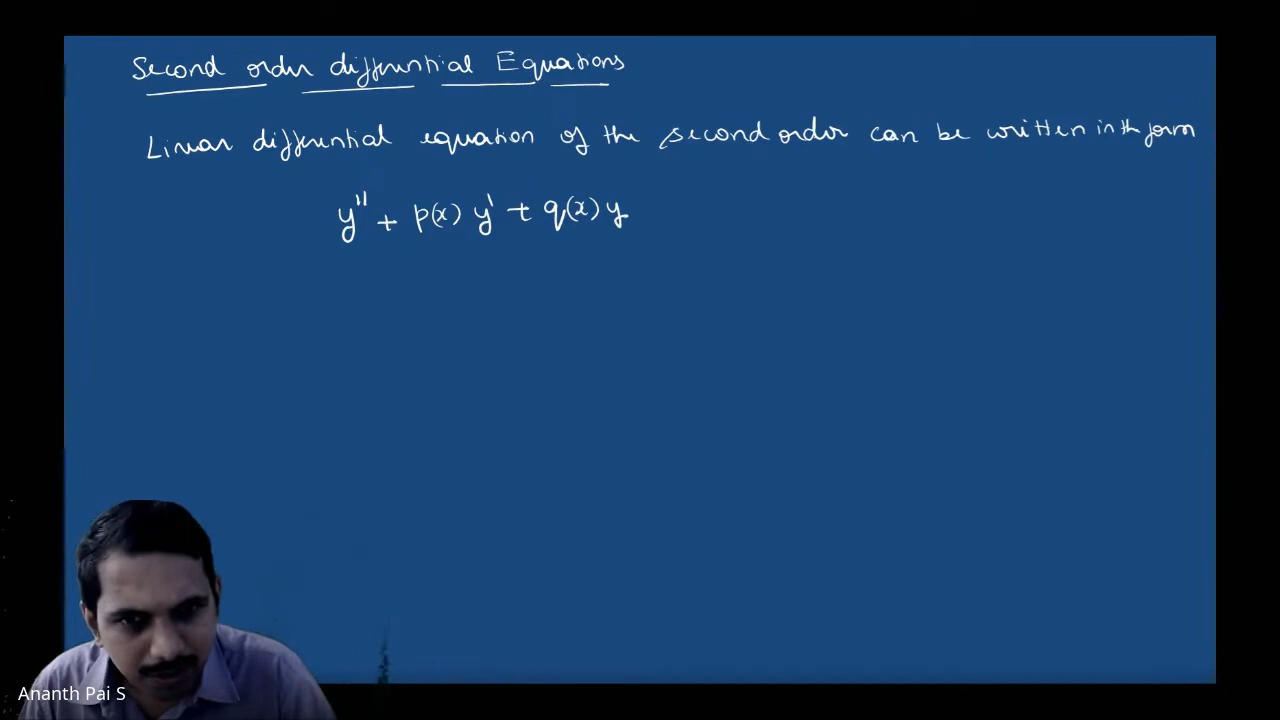 Second order differential Equations
Linear differential equation of the second order can be written in the form
y'' + p(x) y' + q(x) y
Ananth Pai S